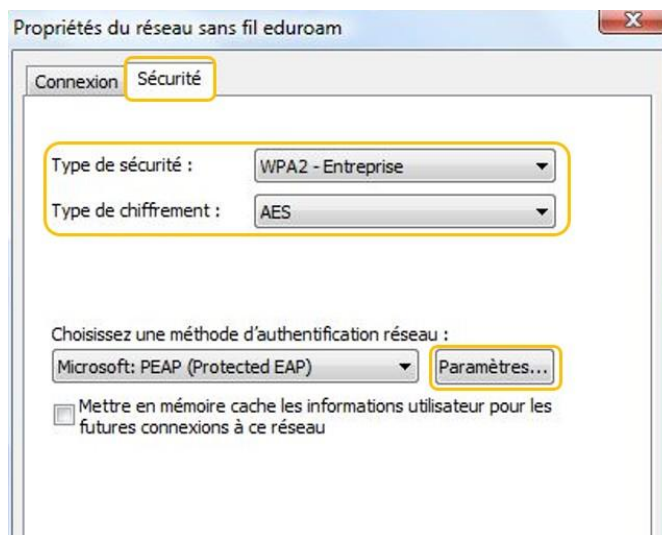 Propriétés du réseau sans fil eduroam
Connexion Sécurité
Type de sécurité : WPA2 - Entreprise
Type de chiffrement : AES
Choisissez une méthode d'authentification réseau :
Microsoft: PEAP (Protected EAP) Paramètres...
Mettre en mémoire cache les informations utilisateur pour les
futures connexions à ce réseau